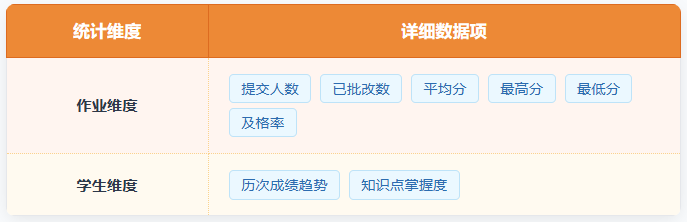 统计维度 详细数据项
作业维度 提交人数 已批改数 平均分 最高分 最低分
及格率
学生维度 历次成绩趋势 知识点掌握度